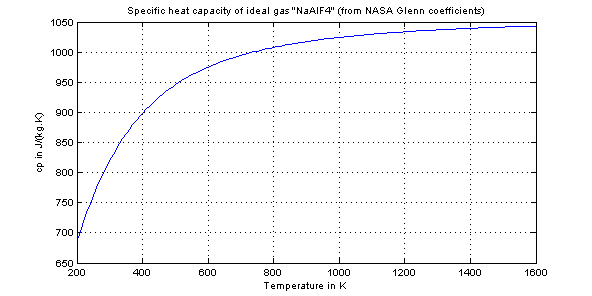 Specific heat capacity of ideal gas "NaAlF4" (from NASA Glenn coefficients)
1050
1000
950
900
850
800
750
700
650
cp in J/(kg.K)
200 400 600 800 1000 1200 1400 1600
Temperature in K